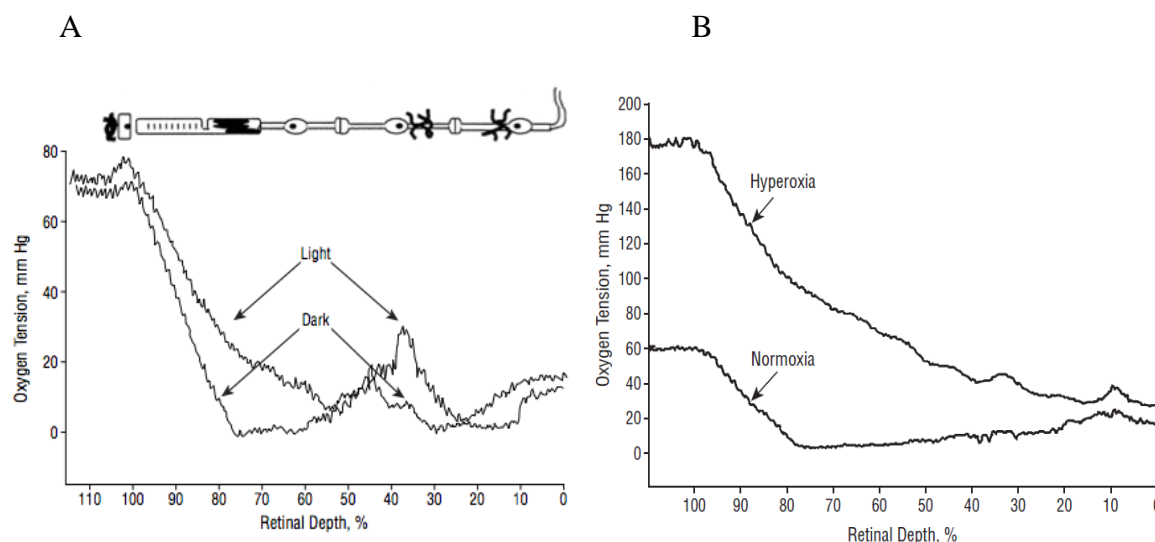 A
B
80
60
40
20
0
Oxygen Tension, mm Hg
Light
Dark
110 100 90 80 70 60 50 40 30 20 10 0
Retinal Depth, %
200
180
160
140
120
100
80
60
40
20
0
Oxygen Tension, mm Hg
Hyperoxia
Normoxia
100 90 80 70 60 50 40 30 20 10 0
Retinal Depth, %